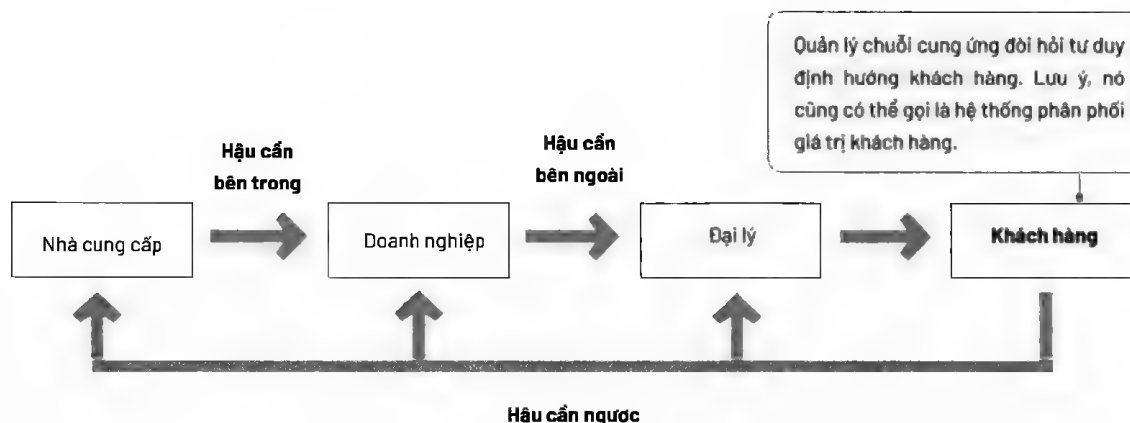 Quản lý chuỗi cung ứng đòi hỏi tư duy
định hướng khách hàng. Lưu ý, nó
cũng có thể gọi là hệ thống phân phối
giá trị khách hàng.
Hậu cần
bên trong
Hậu cần
bên ngoài
Nhà cung cấp
Doanh nghiệp
Đại lý
Khách hàng
Hậu cần ngược